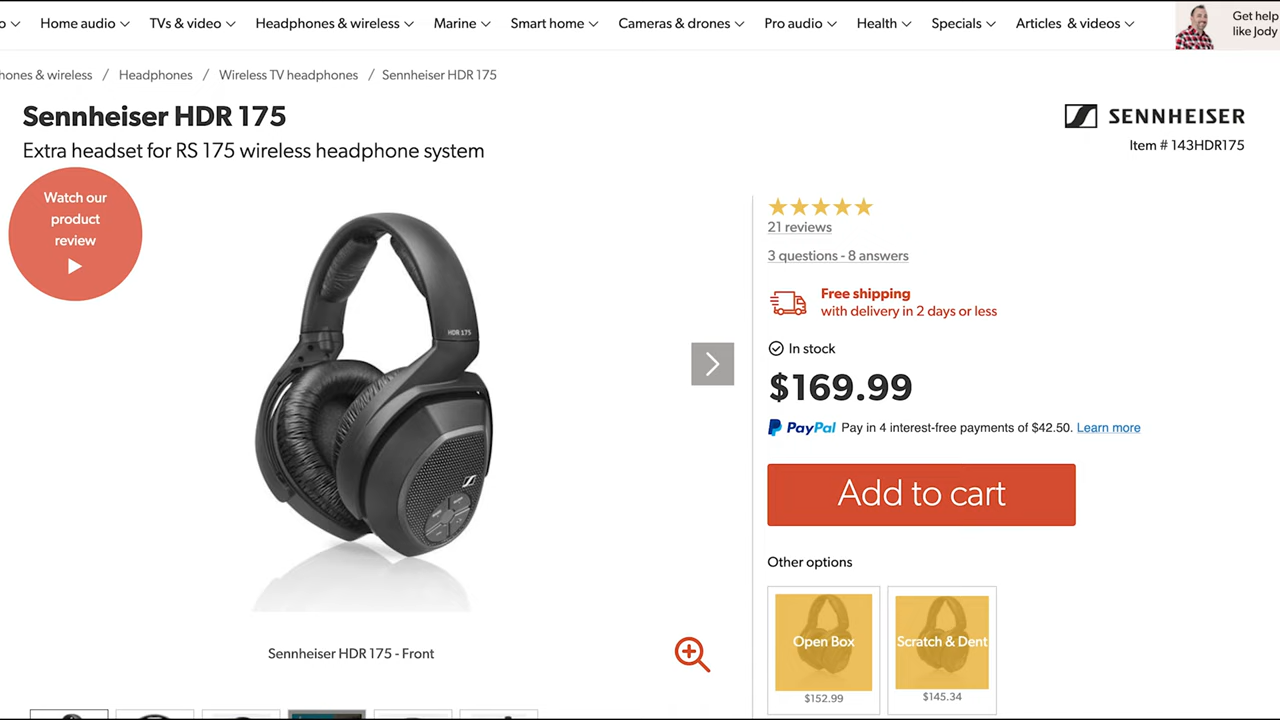 o Home audio TVs & video Headphones & wireless Marine Smart home Cameras & drones Pro audio Health Specials Articles & videos Get help
like Jody
hones & wireless / Headphones / Wireless TV headphones / Sennheiser HDR 175
Sennheiser HDR 175
Extra headset for RS 175 wireless headphone system
SENNHEISER
Item # 143HDR175
Watch our
product
review
HDR 175
21 reviews
3 questions - 8 answers
Free shipping
with delivery in 2 days or less
In stock
$169.99
PayPal Pay in 4 interest-free payments of $42.50. Learn more
Add to cart
Other options
Open Box
$152.99
Scratch & Dent
$145.34
Sennheiser HDR 175 - Front